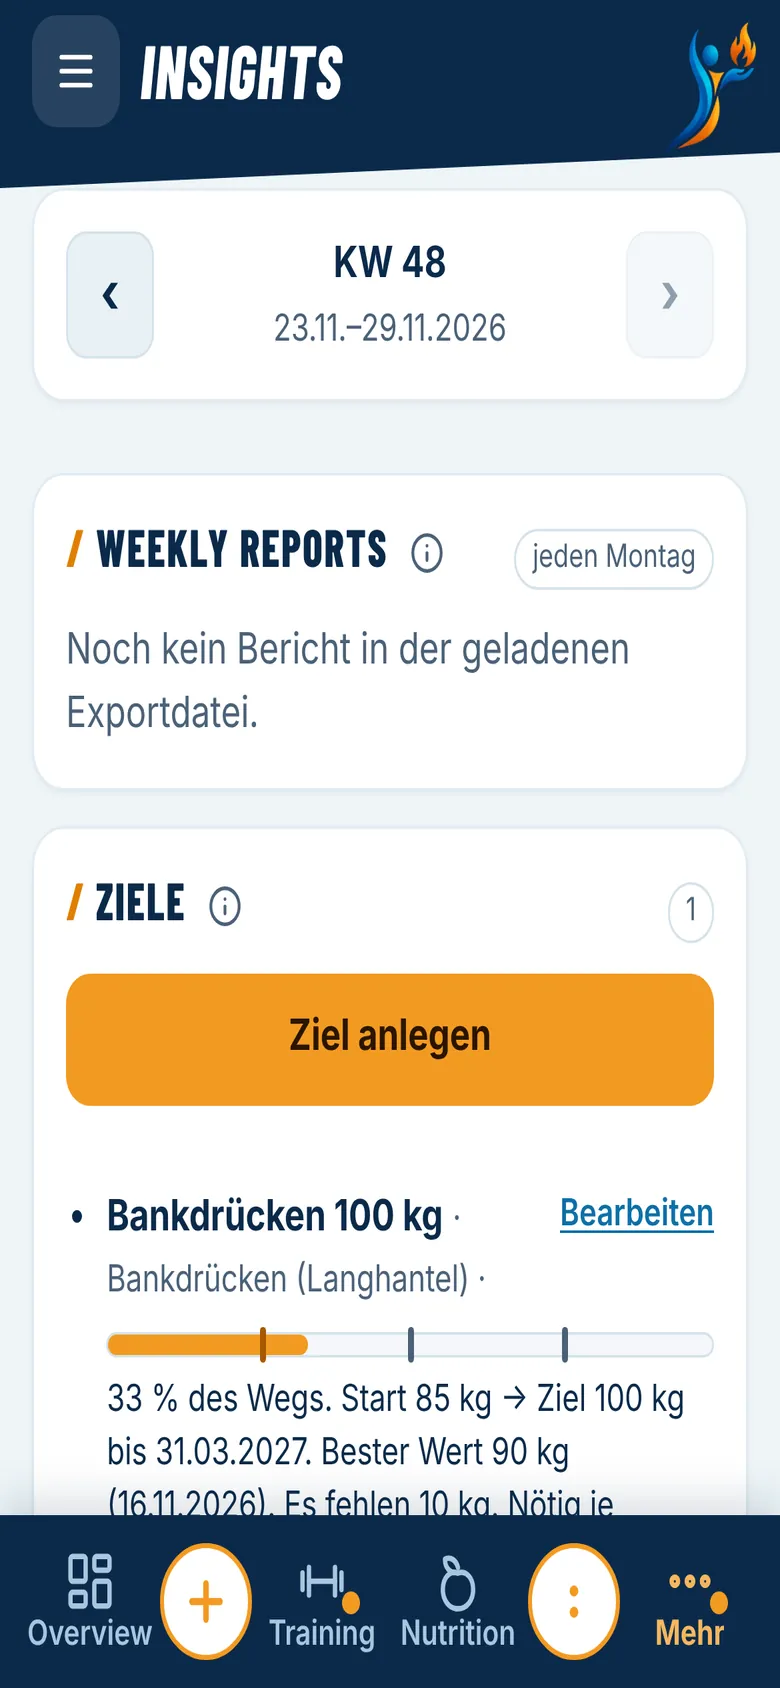 INSIGHTS
KW 48
23.11.–29.11.2026
/ WEEKLY REPORTS
jeden Montag
Noch kein Bericht in der geladenen
Exportdatei.
/ ZIELE
1
Ziel anlegen
• Bankdrücken 100 kg ·
Bearbeiten
Bankdrücken (Langhantel) ·
33 % des Wegs. Start 85 kg → Ziel 100 kg
bis 31.03.2027. Bester Wert 90 kg
(16.11.2026). Es fehlen 10 kg. Nötig je
Overview
Training
Nutrition
Mehr